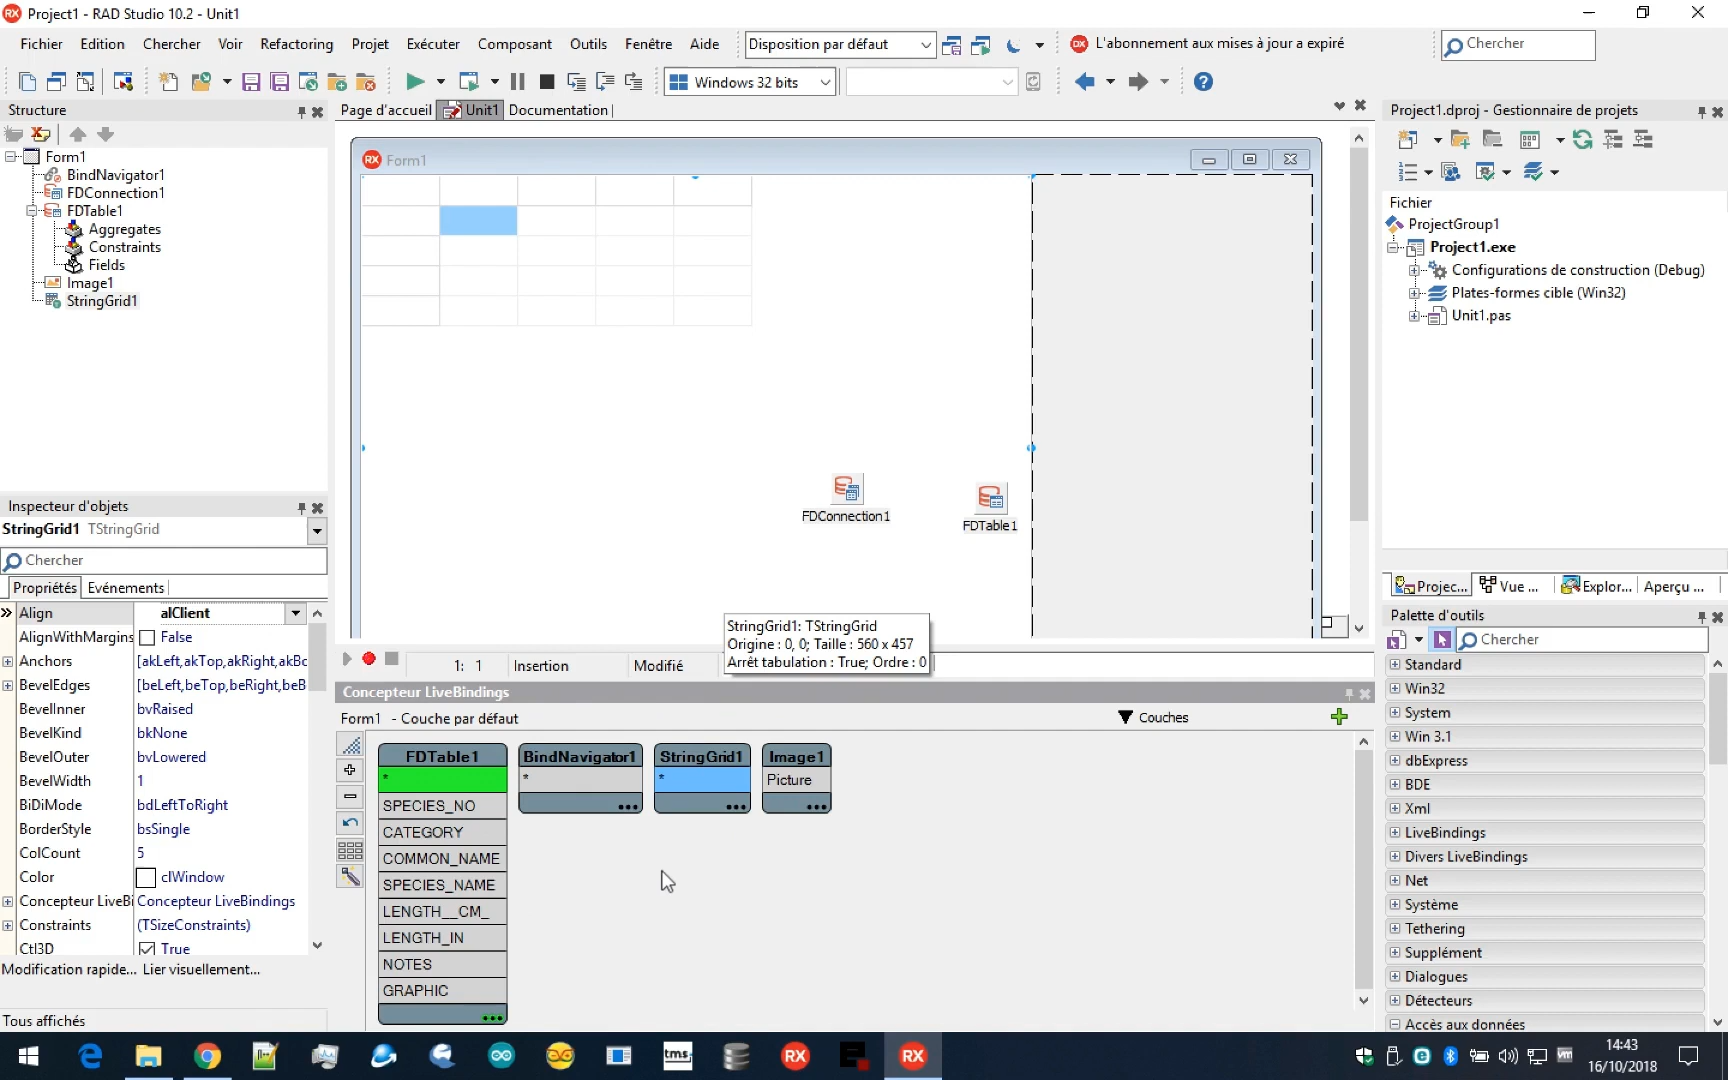 Project1 - RAD Studio 10.2 - Unit1
Fichier Edition Chercher Voir Refactoring Projet Exécuter Composant Outils Fenêtre Aide
Disposition par défaut
L'abonnement aux mises à jour a expiré
Chercher
Windows 32 bits
Structure
Form1
BindNavigator1
FDConnection1
FDTable1
Aggregates
Constraints
Fields
Image1
StringGrid1
Inspecteur d'objets
StringGrid1 TStringGrid
Chercher
Propriétés Evénements
Align alClient
AlignWithMargins False
Anchors [akLeft,akTop,akRight,akBo
BevelEdges [beLeft,beTop,beRight,beB
BevelInner bvRaised
BevelKind bkNone
BevelOuter bvLowered
BevelWidth 1
BiDiMode bdLeftToRight
BorderStyle bsSingle
ColCount 5
Color clWindow
Concepteur LiveBi Concepteur LiveBindings
Constraints (TSizeConstraints)
Ctl3D True
Modification rapide... Lier visuellement...
Tous affichés
Page d'accueil Unit1 Documentation
Form1
FDConnection1
FDTable1
StringGrid1: TStringGrid
Origine : 0, 0; Taille : 560 x 457
Arrêt tabulation : True; Ordre : 0
1: 1 Insertion Modifié
Concepteur LiveBindings
Form1 - Couche par défaut
Couches
FDTable1
*
SPECIES_NO
CATEGORY
COMMON_NAME
SPECIES_NAME
LENGTH__CM_
LENGTH_IN
NOTES
GRAPHIC
BindNavigator1
*
StringGrid1
*
Image1
Picture
Project1.dproj - Gestionnaire de projets
Fichier
ProjectGroup1
Project1.exe
Configurations de construction (Debug)
Plates-formes cible (Win32)
Unit1.pas
Projec... Vue ... Explor... Aperçu ...
Palette d'outils
Chercher
Standard
Win32
System
Win 3.1
dbExpress
BDE
Xml
LiveBindings
Divers LiveBindings
Net
Système
Tethering
Supplément
Dialogues
Détecteurs
Accès aux données
tms
RX
RX
14:43
16/10/2018